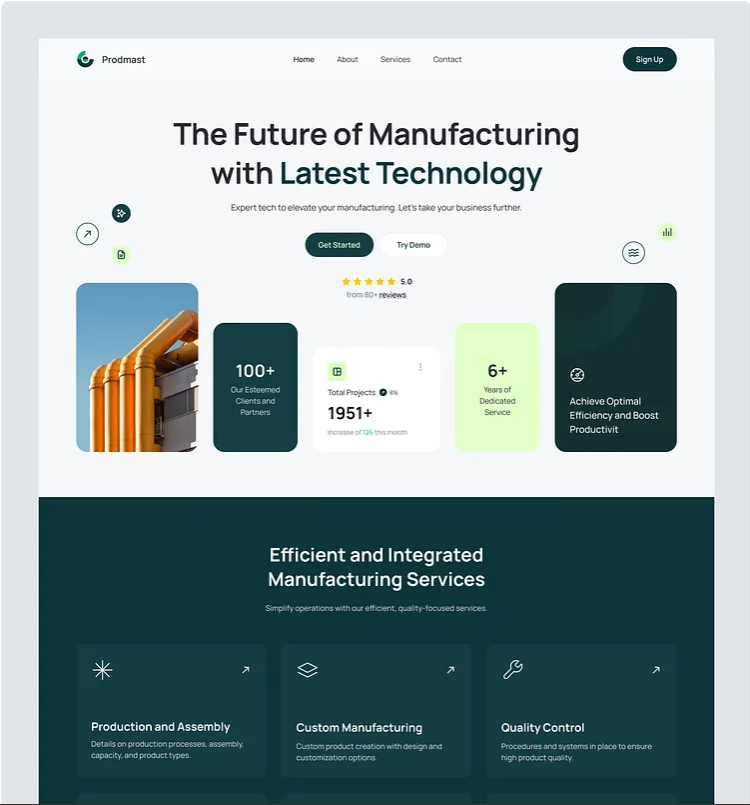 Prodmast
Home
About
Services
Contact
Sign Up
The Future of Manufacturing
with Latest Technology
Expert tech to elevate your manufacturing. Let's take your business further.
Get Started
Try Demo
5.0
from 80+ reviews
100+
Our Esteemed
Clients and
Partners
Total Projects
8%
1951+
Increase of 126 this month
6+
Years of
Dedicated
Service
Achieve Optimal
Efficiency and Boost
Productivit
Efficient and Integrated
Manufacturing Services
Simplify operations with our efficient, quality-focused services.
Production and Assembly
Details on production processes, assembly,
capacity, and product types.
Custom Manufacturing
Custom product creation with design and
customization options.
Quality Control
Procedures and systems in place to ensure
high product quality.